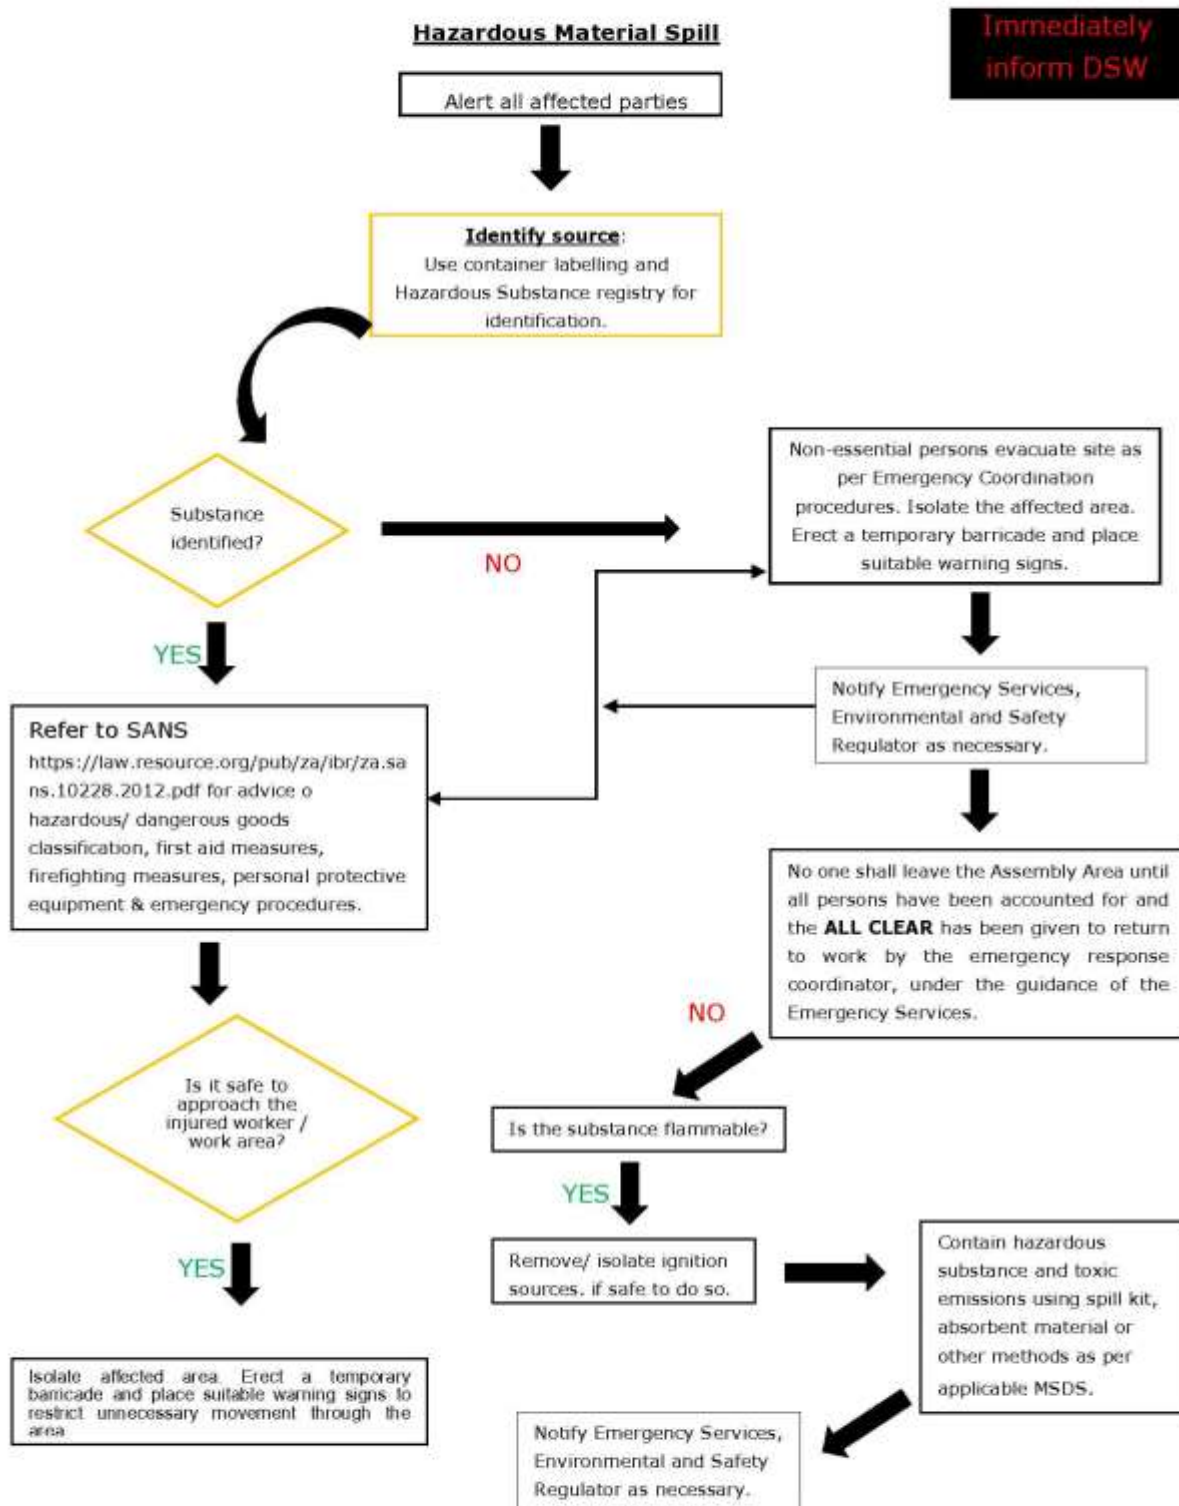 Hazardous Material Spill
Immediately
inform DSW
Alert all affected parties
Identify source:
Use container labelling and
Hazardous Substance registry for
identification.
Substance
identified?
NO
Non-essential persons evacuate site as
per Emergency Coordination
procedures. Isolate the affected area.
Erect a temporary barricade and place
suitable warning signs.
YES
Notify Emergency Services,
Environmental and Safety
Regulator as necessary.
Refer to SANS
https://law.resource.org/pub/za/ibr/za.sa
ns.10228.2012.pdf for advice o
hazardous/ dangerous goods
classification, first aid measures,
firefighting measures, personal protective
equipment & emergency procedures.
No one shall leave the Assembly Area until
all persons have been accounted for and
the ALL CLEAR has been given to return
to work by the emergency response
coordinator, under the guidance of the
Emergency Services.
NO
Is it safe to
approach the
injured worker /
work area?
Is the substance flammable?
YES
YES
Remove/ isolate ignition
sources. if safe to do so.
Contain hazardous
substance and toxic
emissions using spill kit,
absorbent material or
other methods as per
applicable MSDS.
Isolate affected area. Erect a temporary
barricade and place suitable warning signs to
restrict unnecessary movement through the
area
Notify Emergency Services,
Environmental and Safety
Regulator as necessary.